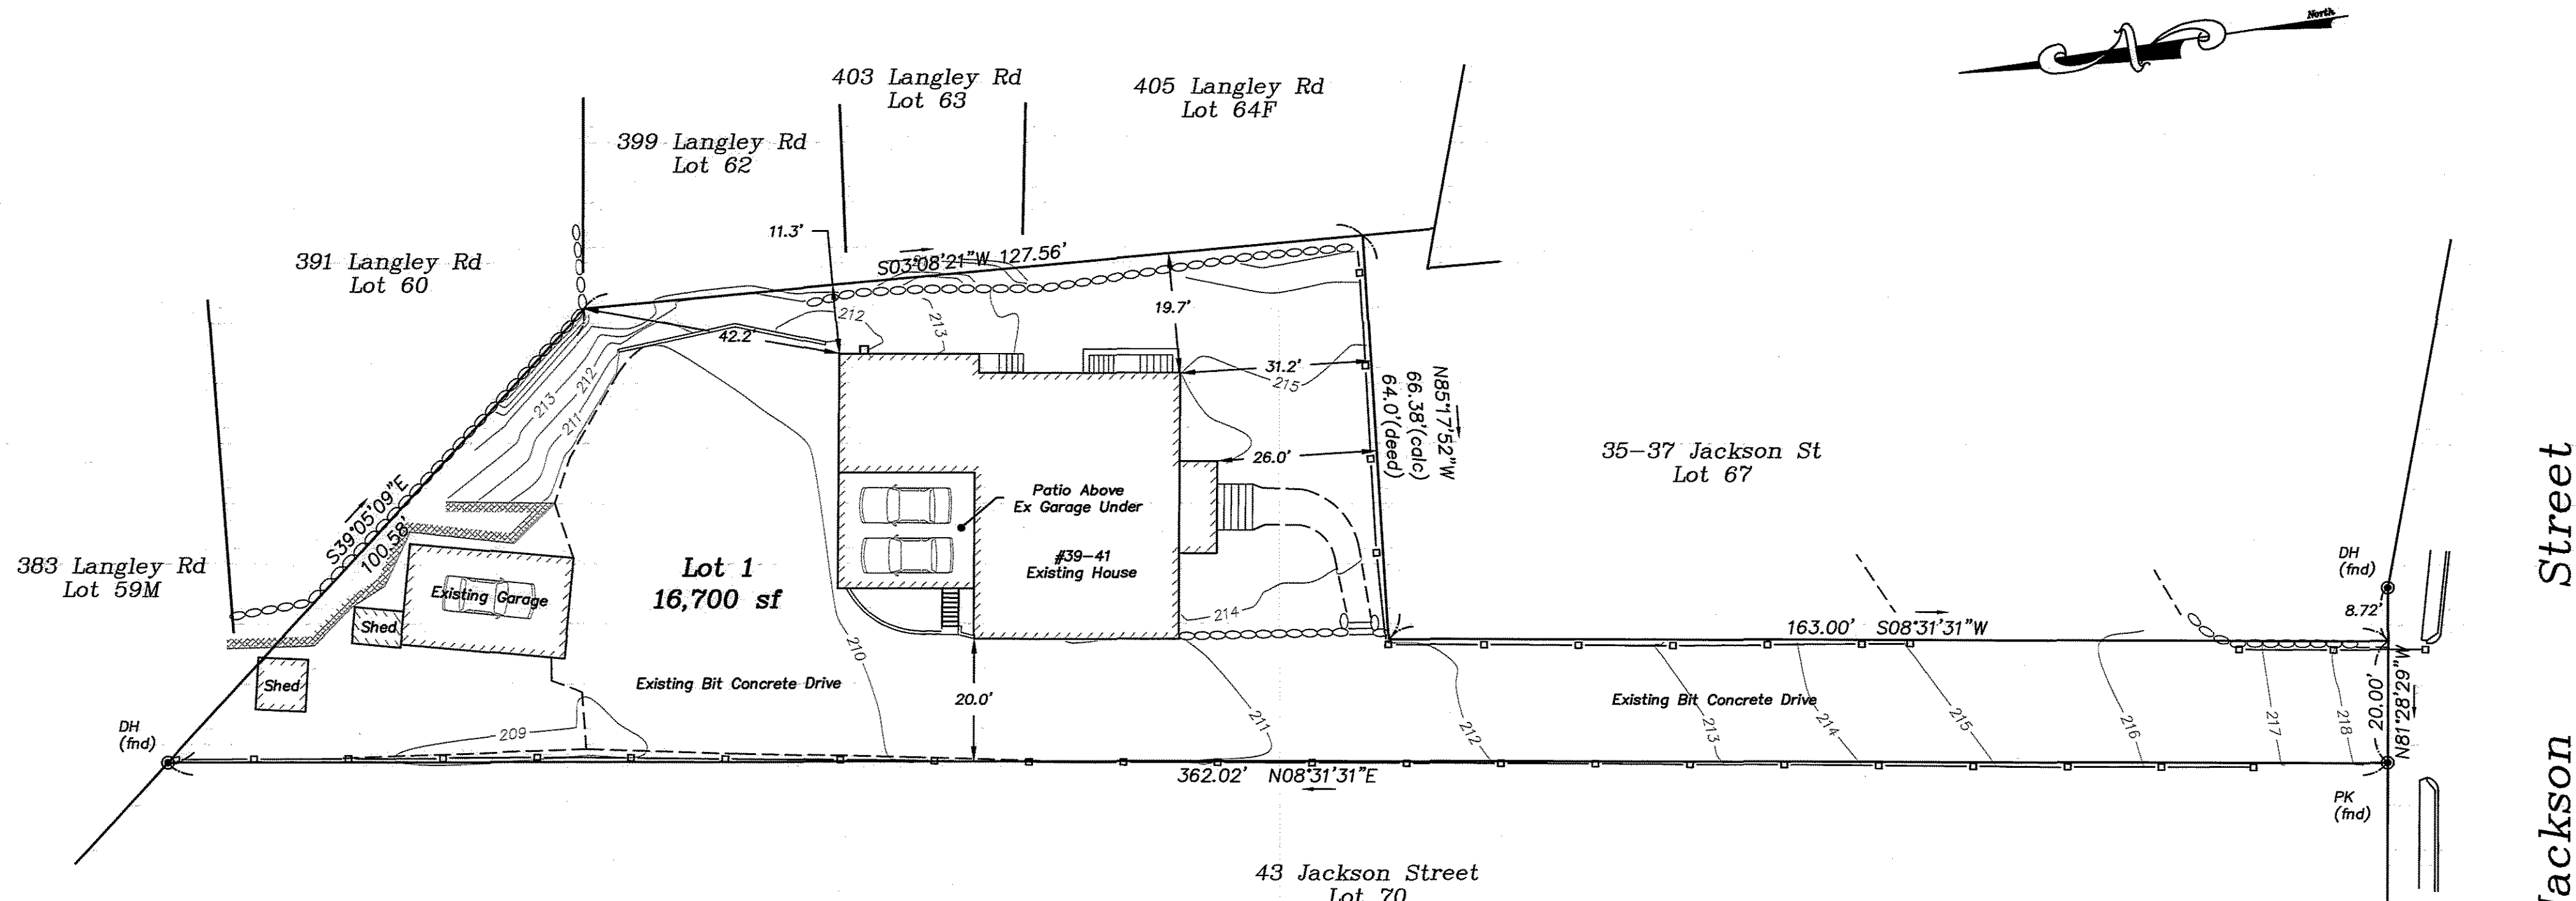 North
403 Langley Rd
Lot 63
405 Langley Rd
Lot 64F
399 Langley Rd
Lot 62
391 Langley Rd
Lot 60
11.3'
S03°08'21"W 127.56'
42.2'
212
213
19.7'
31.2'
215
N85°17'52"W
66.38'(calc)
64.0'(deed)
213
212
211
26.0'
35-37 Jackson St
Lot 67
Patio Above
Ex Garage Under
#39-41
Existing House
S39°05'09"E
100.58'
383 Langley Rd
Lot 59M
Lot 1
16,700 sf
Existing Garage
Shed
Shed
214
DH
(fnd)
8.72'
163.00' S08°31'31"W
Existing Bit Concrete Drive
210
20.0'
Existing Bit Concrete Drive
211
212
213
214
215
216
217
218
20.00'
N81°28'29"W
DH
(fnd)
209
362.02' N08°31'31"E
PK
(fnd)
43 Jackson Street
Lot 70
Jackson Street